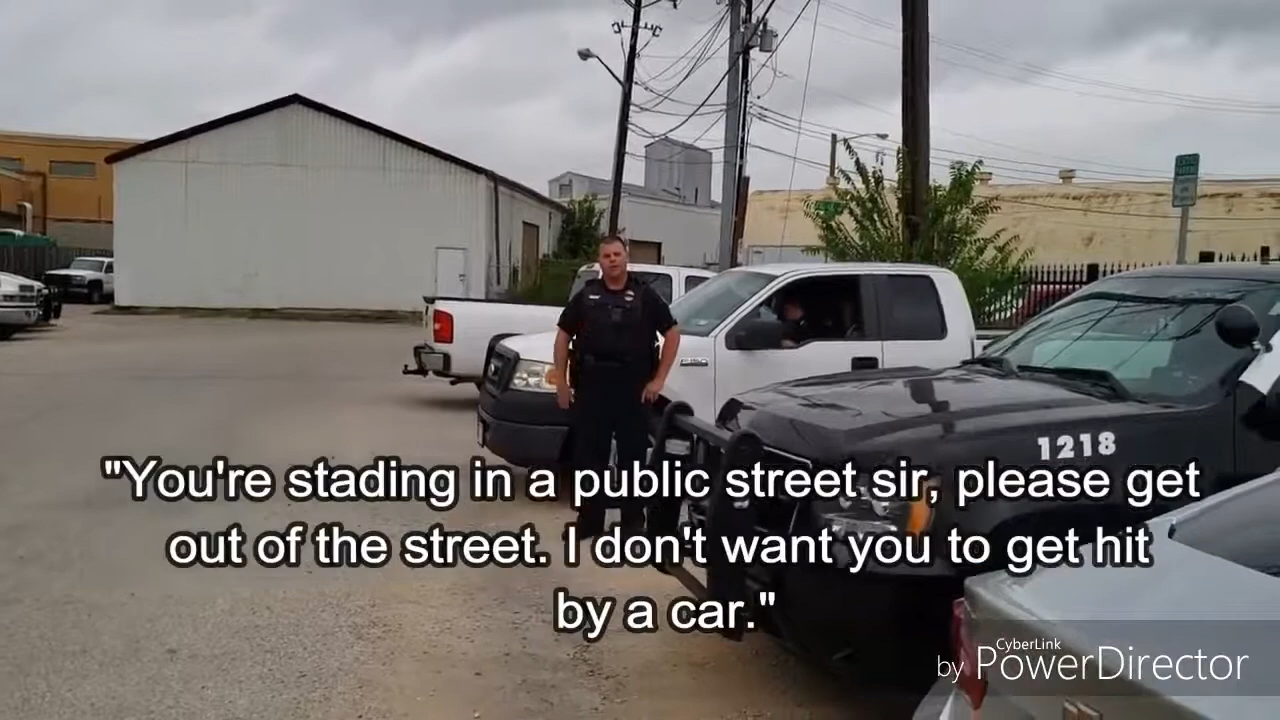 F-150
1218
"You're stading in a public street sir, please get
out of the street. I don't want you to get hit
by a car."
CyberLink
by PowerDirector